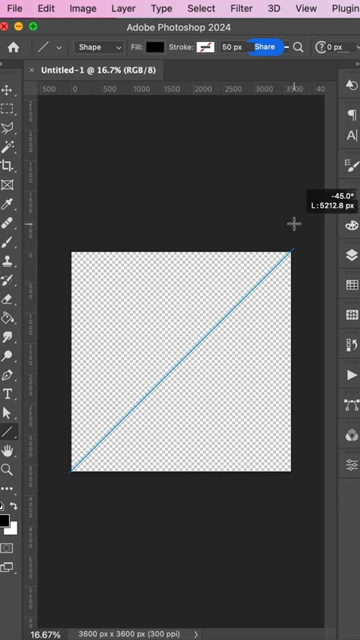 File Edit Image Layer Type Select Filter 3D View Plugin
Adobe Photoshop 2024
Shape Fill: Stroke: 50 px Share 0 px
× Untitled-1 @ 16.7% (RGB/8)
500 0 500 1000 1500 2000 2500 3000 3500 40
-45.0°
L: 5212.8 px
16.67% 3600 px x 3600 px (300 ppi) >